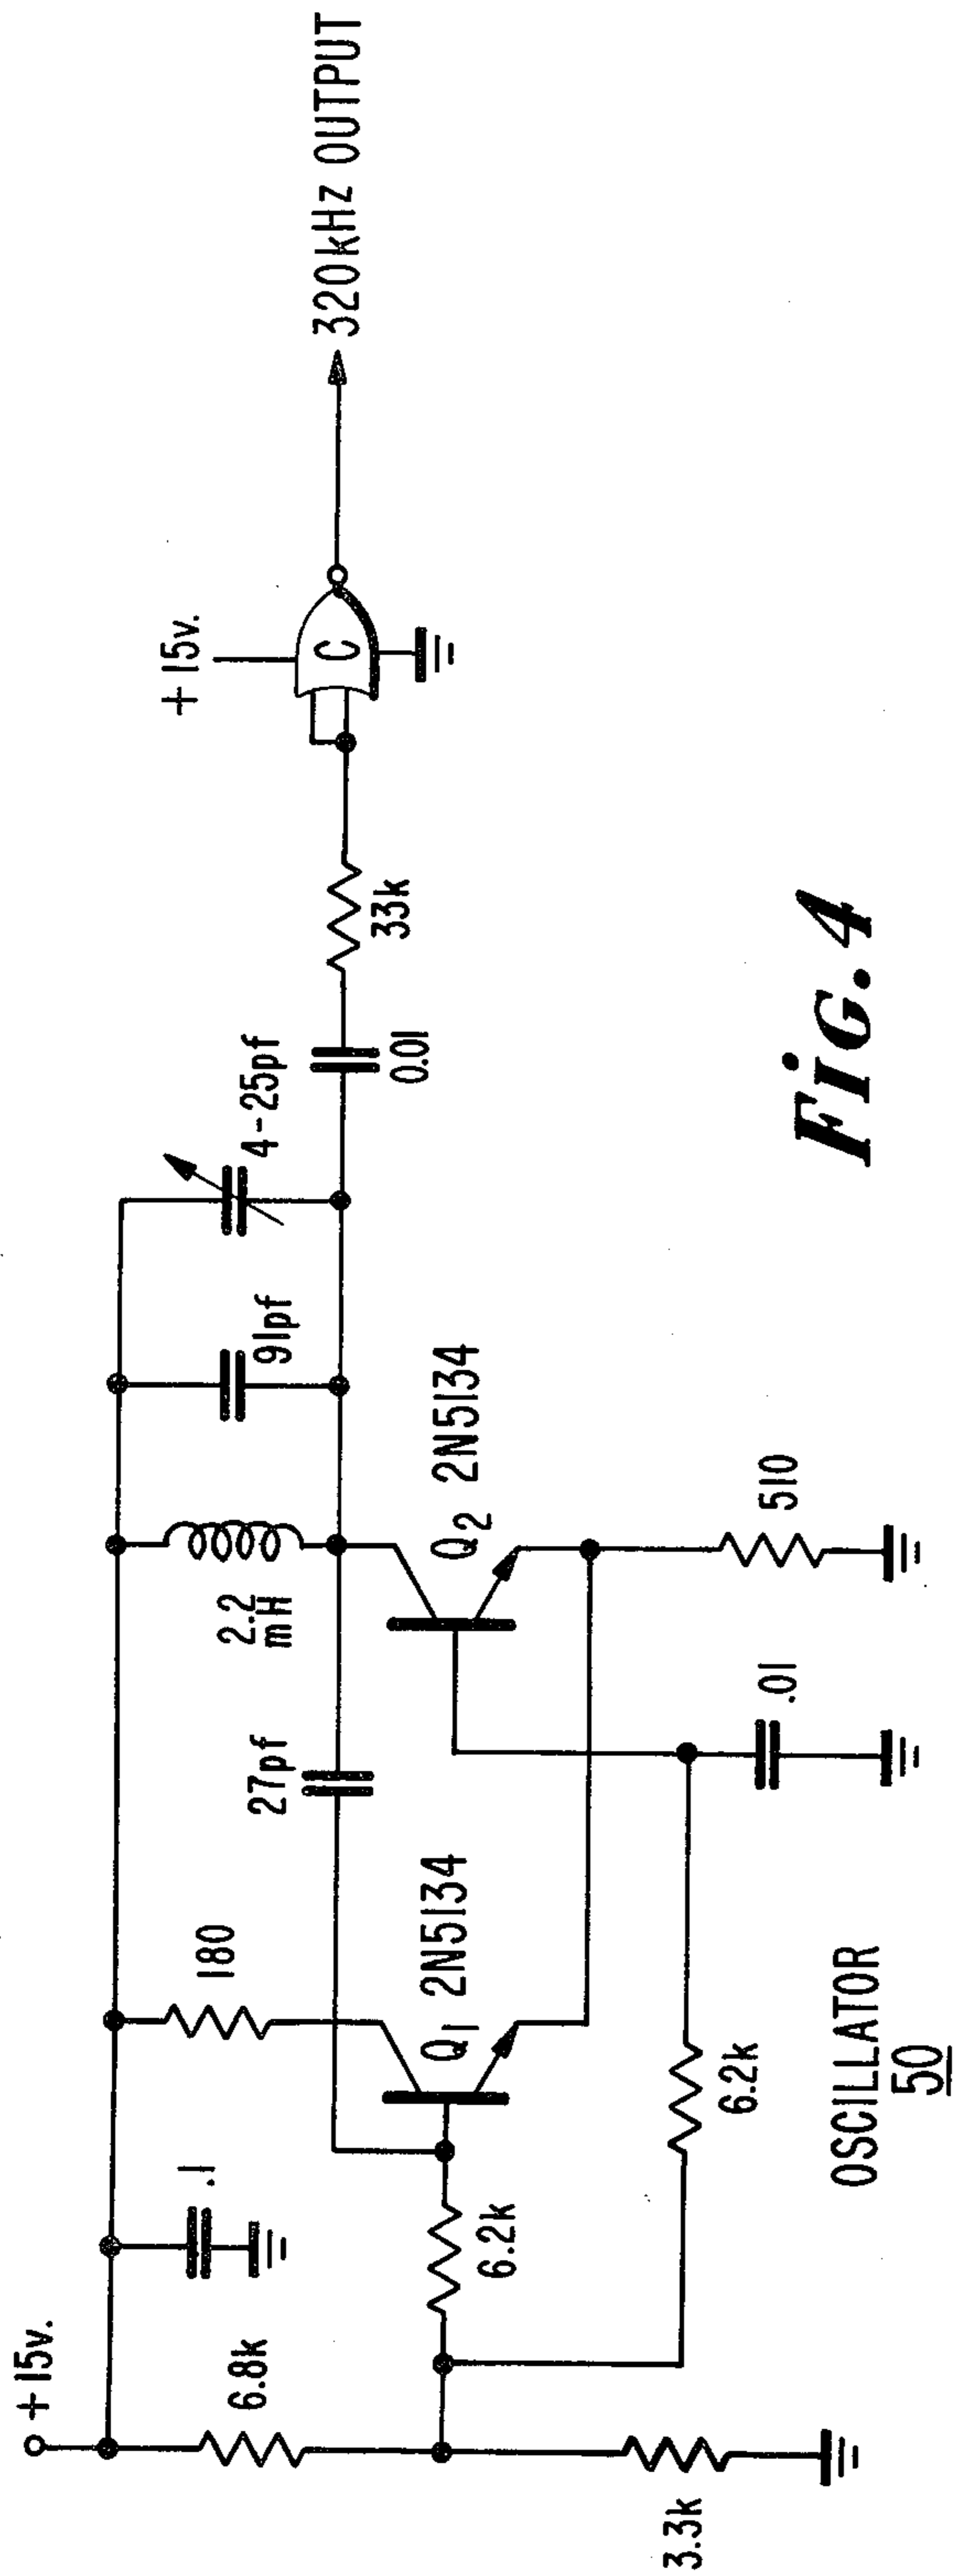 +15v.
6.8k
3.3k
.1
6.2k
180
Q1 2N5134
6.2k
27pf
2.2
mH
Q2 2N5134
.01
510
91pf
4-25pf
0.01
33k
+15v.
C
320kHz OUTPUT
OSCILLATOR
50
FIG. 4